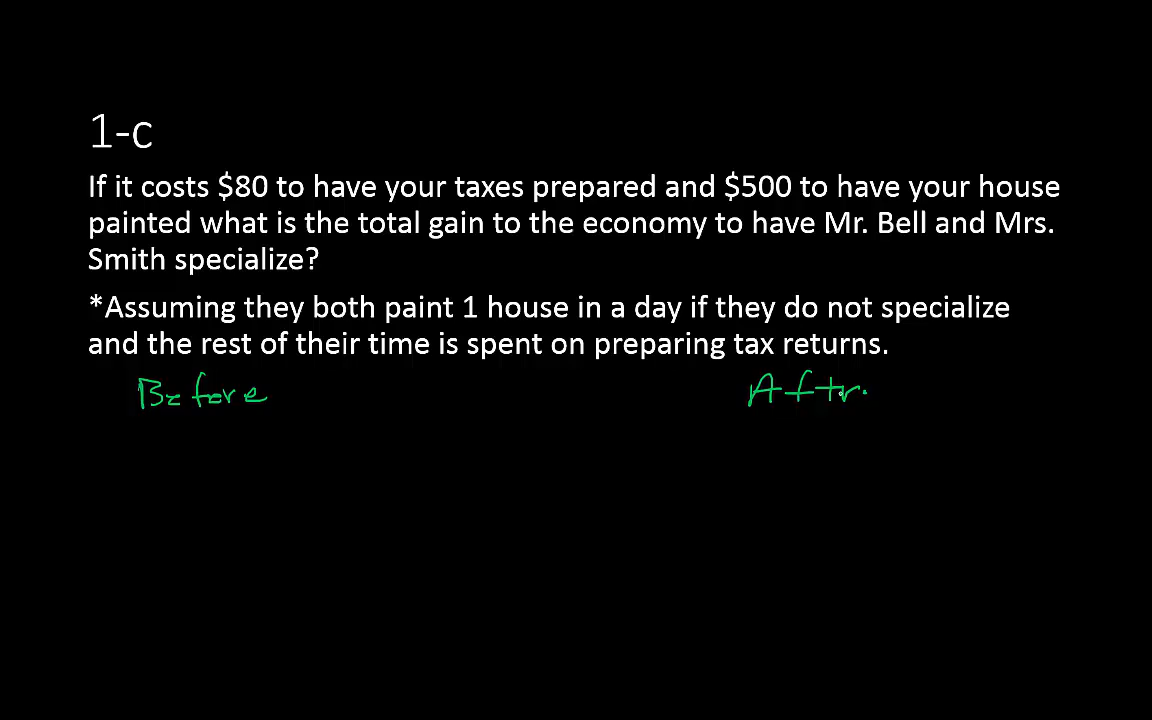 1-c
If it costs $80 to have your taxes prepared and $500 to have your house
painted what is the total gain to the economy to have Mr. Bell and Mrs.
Smith specialize?
*Assuming they both paint 1 house in a day if they do not specialize
and the rest of their time is spent on preparing tax returns.
Before After